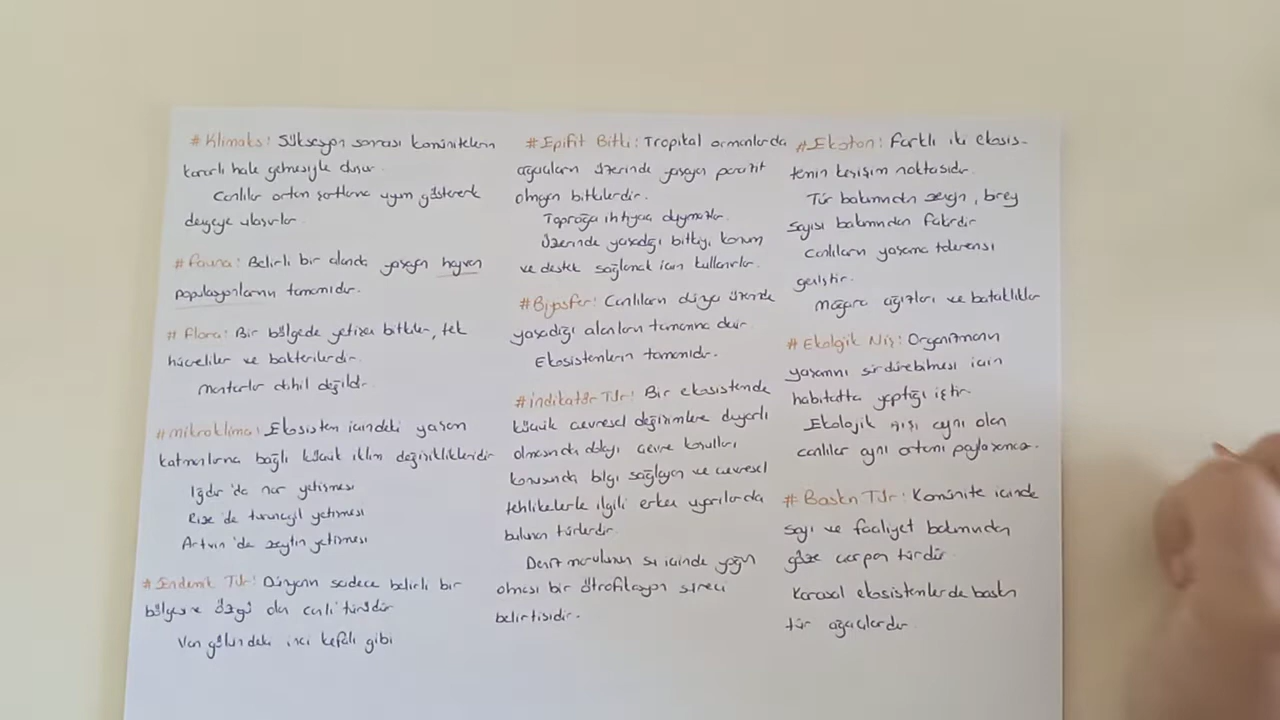 #Klimaks: Süksesyon sonrası komünitelerin
kararlı hale gelmesiyle oluşur.
Canlılar ortam şartlarına uyum göstererek
dengeye ulaşırlar.
#Fauna: Belirli bir alanda yaşayan hayvan
populasyonlarının tamamıdır.
#Flora: Bir bölgede yetişen bitkiler, tek
hücreliler ve bakterilerdir.
mantarlar dahil değildir.
#mikroklima: Ekosistem içindeki yaşam
katmanlarına bağlı küçük iklim değişiklikleridir
Iğdır'da nar yetişmesi
Rize'de turunçgil yetişmesi
Artvin'de zeytin yetişmesi
#Endemik Tür: Dünyanın sadece belirli bir
bölgesine özgü olan canlı türüdür
Van gölündeki inci kefali gibi
#Epifit Bitki: Tropikal ormanlarda
ağaçların üzerinde yaşayan parazit
olmayan bitkilerdir.
Toprağa ihtiyaç duymazlar.
Üzerinde yaşadığı bitkiyi, konum
ve destek sağlamak için kullanırlar.
#Biyosfer: Canlıların dünya üzerinde
yaşadığı alanların tamamına denir
Ekosistemlerin tamamıdır.
#indikatör Tür: Bir ekosistemde
küçük çevresel değişimlere duyarlı
olmasından dolayı çevre koşulları
konusunda bilgi sağlayan ve çevresel
tehlikelerle ilgili erken uyarılarda
bulunan türlerdir.
Deniz marulunun su içinde yoğun
olması bir ötrofikasyon süreci
belirtisidir.
#Ekoton: Farklı iki ekosis-
temin kesişim noktasıdır.
Tür bakımından zengin, birey
sayısı bakımından fakirdir
Canlıların yaşama toleransı
geniştir.
mağara ağızları ve bataklıklar
#Ekolojik Niş: Organizmanın
yaşamını sürdürebilmesi için
habitatta yaptığı iştir.
Ekolojik nişi aynı olan
canlılar aynı ortamı paylaşamaz.
#Baskın Tür: Komünite içinde
sayı ve faaliyet bakımından
göze çarpan türdür.
Karasal ekosistemlerde baskın
tür ağaçlardır.